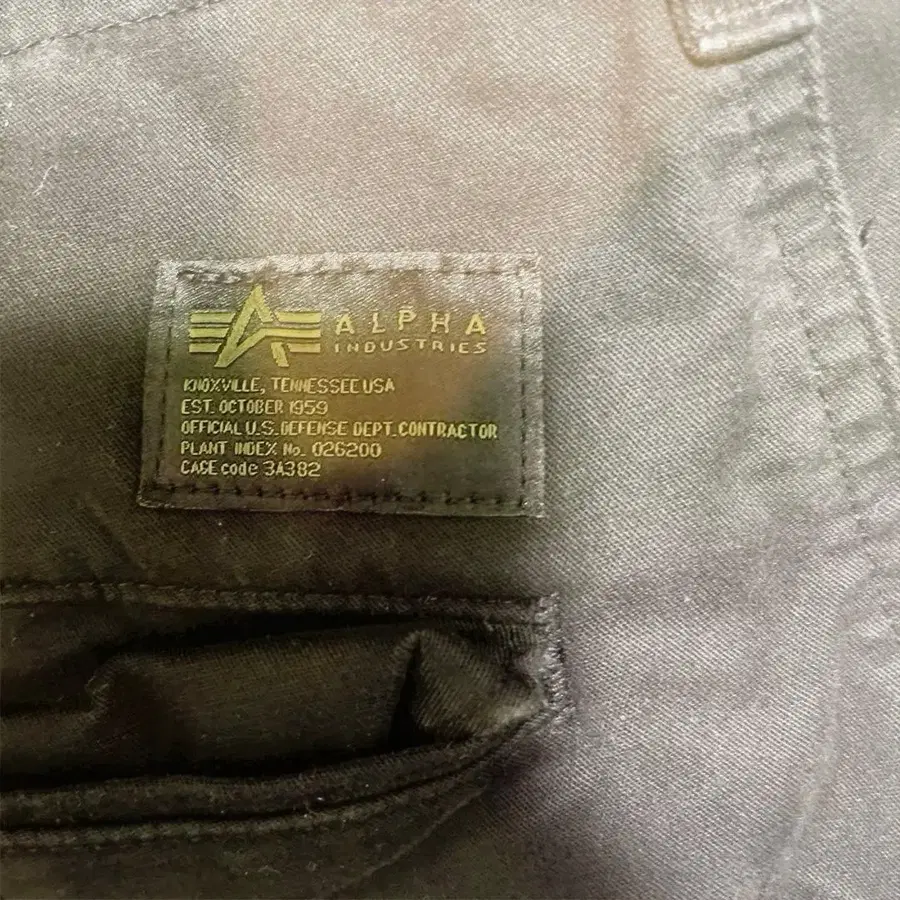 ALPHA
INDUSTRIES
KNOXVILLE, TENNESSEE USA
EST. OCTOBER 1959
OFFICIAL U.S. DEFENSE DEPT. CONTRACTOR
PLANT INDEX No. 026200
CAGE code 3A382